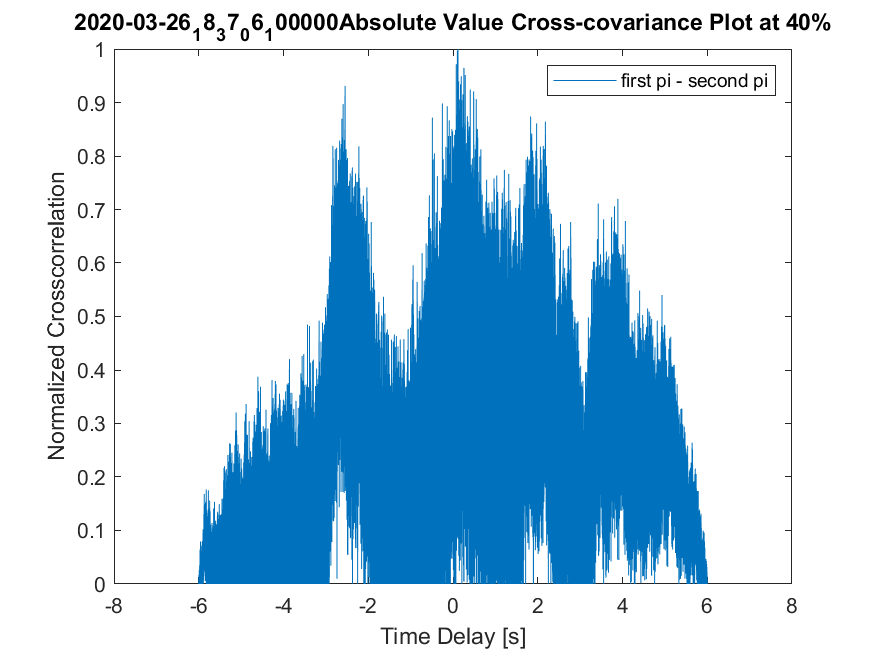 2020-03-26₁8₃7₀6₁00000Absolute Value Cross-covariance Plot at 40%
first pi - second pi
1
0.9
0.8
0.7
0.6
0.5
0.4
0.3
0.2
0.1
0
Normalized Crosscorrelation
-8 -6 -4 -2 0 2 4 6 8
Time Delay [s]